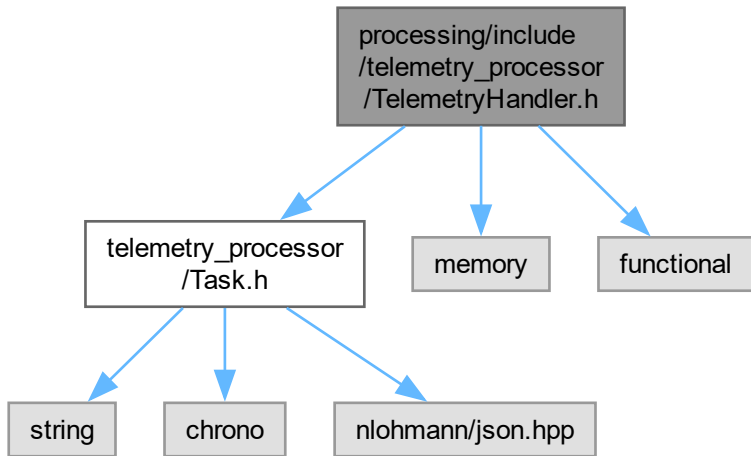 processing/include
/telemetry_processor
/TelemetryHandler.h
telemetry_processor
/Task.h
memory
functional
string
chrono
nlohmann/json.hpp